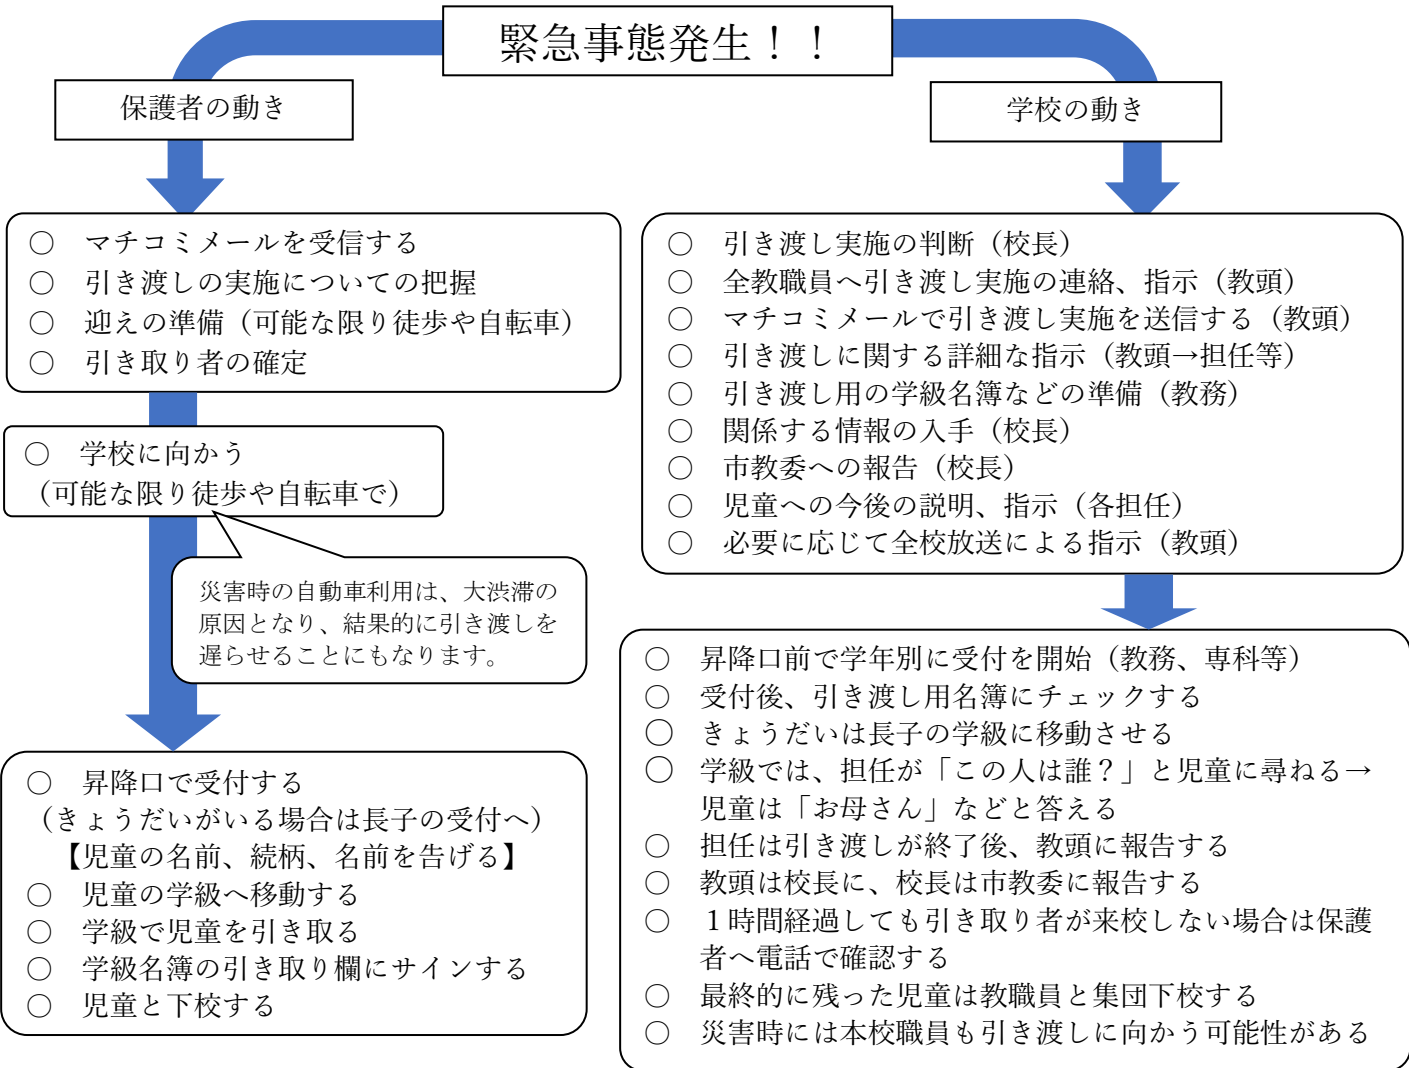 緊急事態発生！！
保護者の動き
○　マチコミメールを受信する
○　引き渡しの実施についての把握
○　迎えの準備（可能な限り徒歩や自転車）
○　引き取り者の確定
○　学校に向かう
（可能な限り徒歩や自転車で）
災害時の自動車利用は、大渋滞の
原因となり、結果的に引き渡しを
遅らせることにもなります。
○　昇降口で受付する
（きょうだいがいる場合は長子の受付へ）
【児童の名前、続柄、名前を告げる】
○　児童の学級へ移動する
○　学級で児童を引き取る
○　学級名簿の引き取り欄にサインする
○　児童と下校する
学校の動き
○　引き渡し実施の判断（校長）
○　全教職員へ引き渡し実施の連絡、指示（教頭）
○　マチコミメールで引き渡し実施を送信する（教頭）
○　引き渡しに関する詳細な指示（教頭→担任等）
○　引き渡し用の学級名簿などの準備（教務）
○　関係する情報の入手（校長）
○　市教委への報告（校長）
○　児童への今後の説明、指示（各担任）
○　必要に応じて全校放送による指示（教頭）
○　昇降口前で学年別に受付を開始（教務、専科等）
○　受付後、引き渡し用名簿にチェックする
○　きょうだいは長子の学級に移動させる
○　学級では、担任が「この人は誰？」と児童に尋ねる→
児童は「お母さん」などと答える
○　担任は引き渡しが終了後、教頭に報告する
○　教頭は校長に、校長は市教委に報告する
○　１時間経過しても引き取り者が来校しない場合は保護
者へ電話で確認する
○　最終的に残った児童は教職員と集団下校する
○　災害時には本校職員も引き渡しに向かう可能性がある